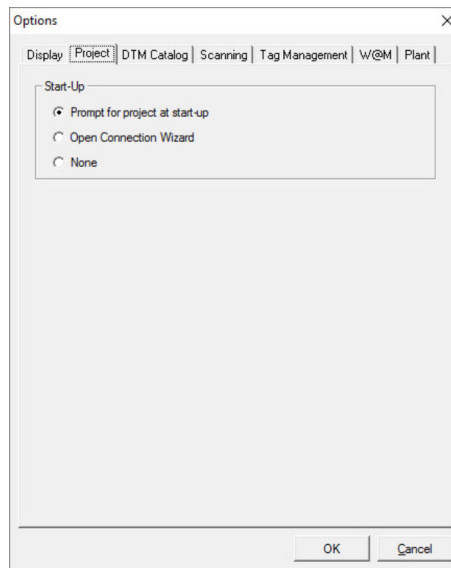 Options
Display Project DTM Catalog Scanning Tag Management W@M Plant
Start-Up
Prompt for project at start-up
Open Connection Wizard
None
OK Cancel